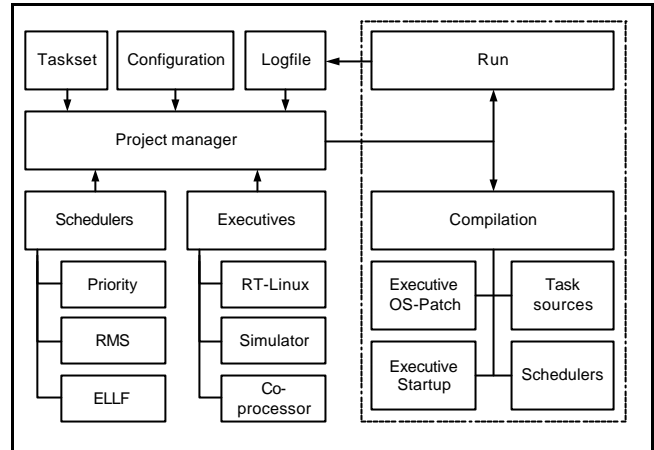 Taskset
Configuration
Logfile
Run
Project manager
Schedulers
Executives
Compilation
Priority
RT-Linux
Executive
OS-Patch
Task
sources
RMS
Simulator
Executive
Startup
Schedulers
ELLF
Co-
processor